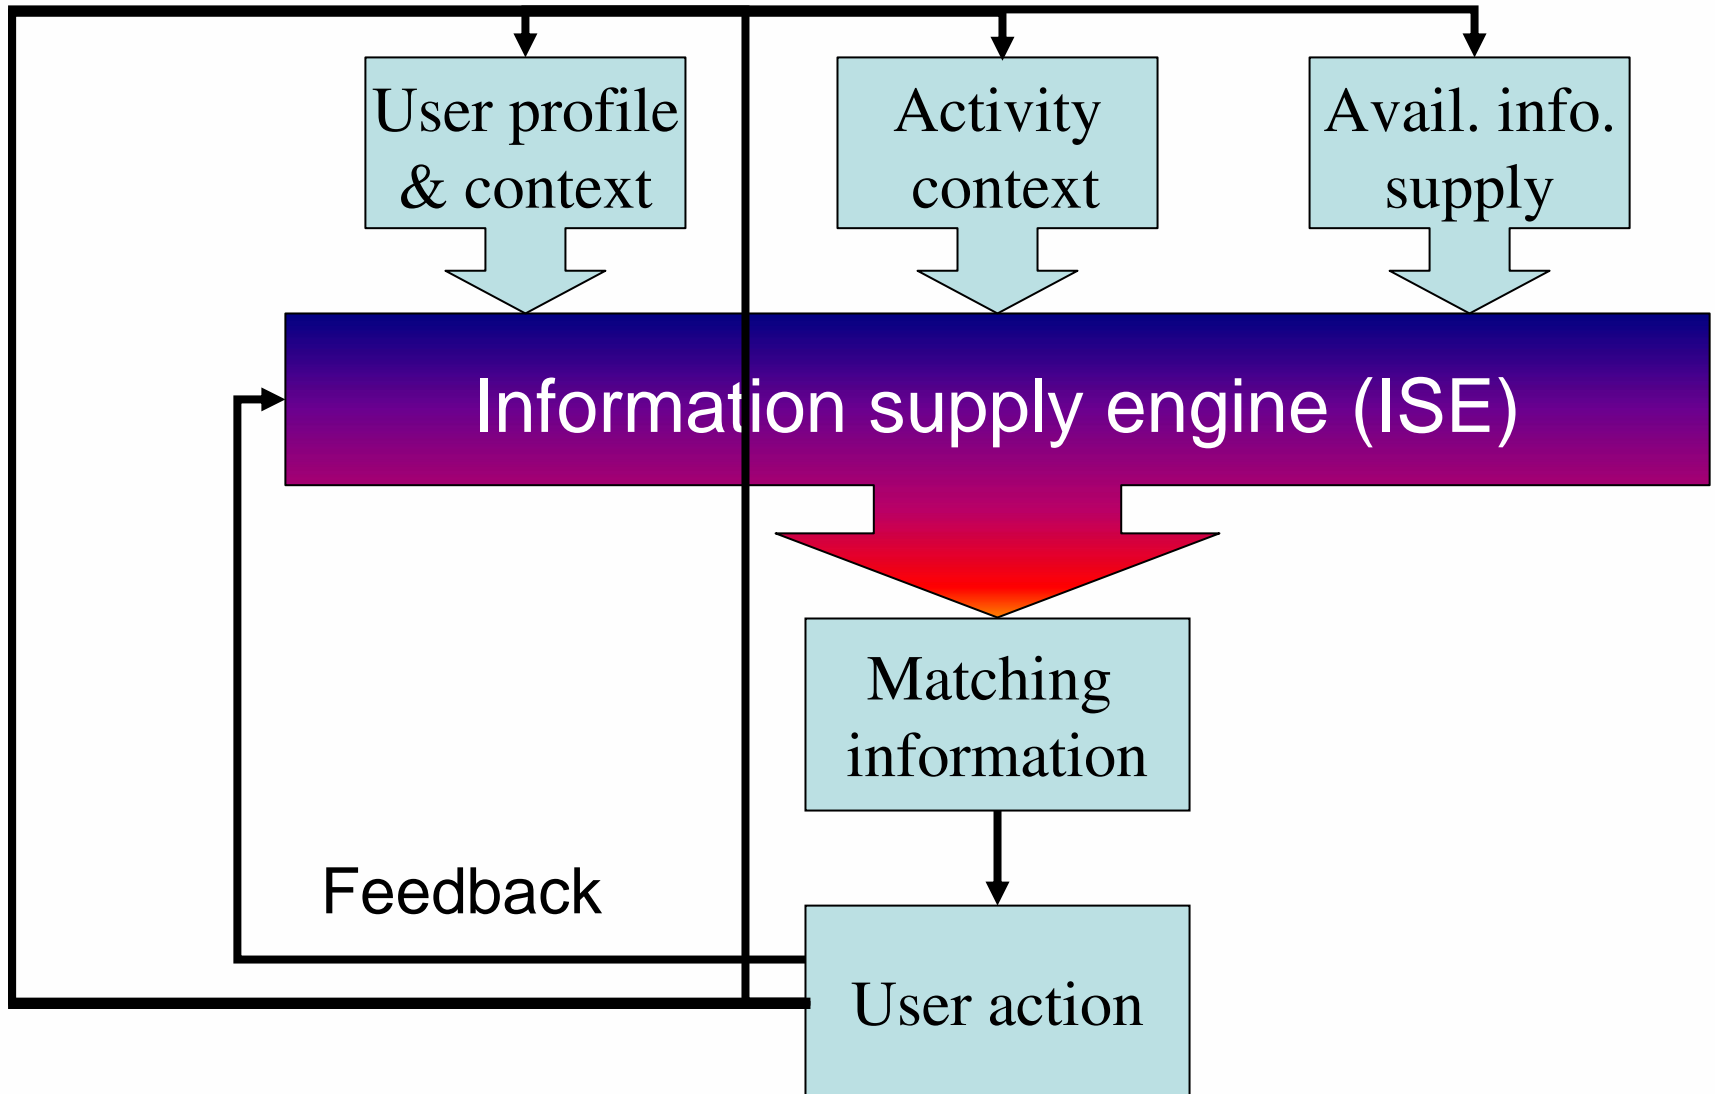 User profile
& context
Activity
context
Avail. info.
supply
Information supply engine (ISE)
Matching
information
Feedback
User action